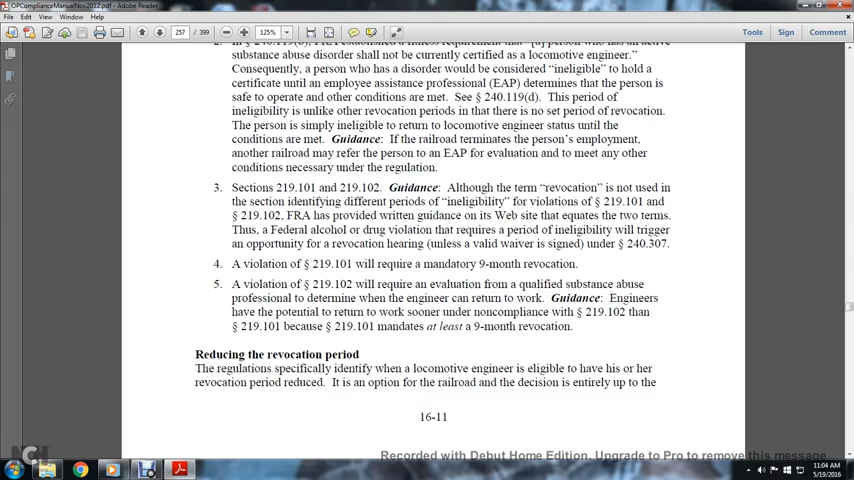 OPComplianceManualNov2012.pdf - Adobe Reader
File Edit View Window Help
257 / 399
125%
Tools Sign Comment
substance abuse disorder shall not be currently certified as a locomotive engineer.”
Consequently, a person who has a disorder would be considered “ineligible” to hold a
certificate until an employee assistance professional (EAP) determines that the person is
safe to operate and other conditions are met. See § 240.119(d). This period of
ineligibility is unlike other revocation periods in that there is no set period of revocation.
The person is simply ineligible to return to locomotive engineer status until the
conditions are met. Guidance: If the railroad terminates the person’s employment,
another railroad may refer the person to an EAP for evaluation and to meet any other
conditions necessary under the regulation.
3. Sections 219.101 and 219.102. Guidance: Although the term “revocation” is not used in
the section identifying different periods of “ineligibility” for violations of § 219.101 and
§ 219.102, FRA has provided written guidance on its Web site that equates the two terms.
Thus, a Federal alcohol or drug violation that requires a period of ineligibility will trigger
an opportunity for a revocation hearing (unless a valid waiver is signed) under § 240.307.
4. A violation of § 219.101 will require a mandatory 9-month revocation.
5. A violation of § 219.102 will require an evaluation from a qualified substance abuse
professional to determine when the engineer can return to work. Guidance: Engineers
have the potential to return to work sooner under noncompliance with § 219.102 than
§ 219.101 because § 219.101 mandates at least a 9-month revocation.
Reducing the revocation period
The regulations specifically identify when a locomotive engineer is eligible to have his or her
revocation period reduced. It is an option for the railroad and the decision is entirely up to the
16-11
NCH
Recorded with Debut Home Edition. Upgrade to Pro to remove this message
11:04 AM
5/19/2016